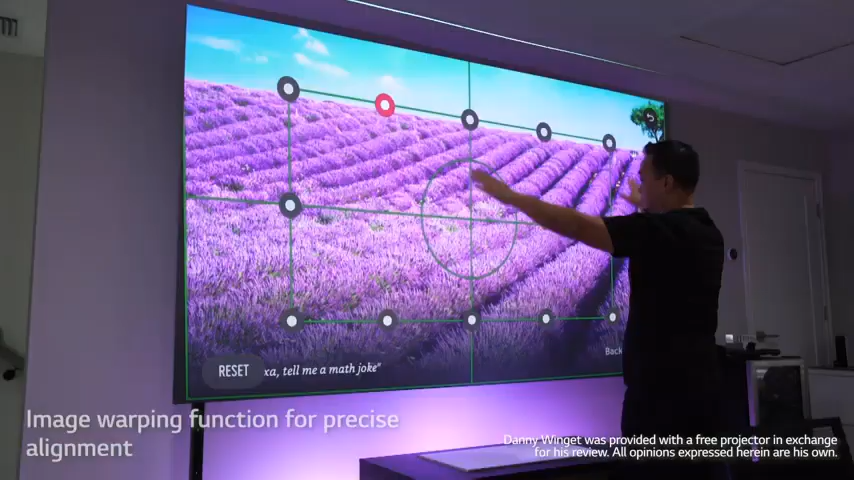 RESET
xa, tell me a math joke"
Back
Image warping function for precise
alignment
Danny Winget was provided with a free projector in exchange
for his review. All opinions expressed herein are his own.